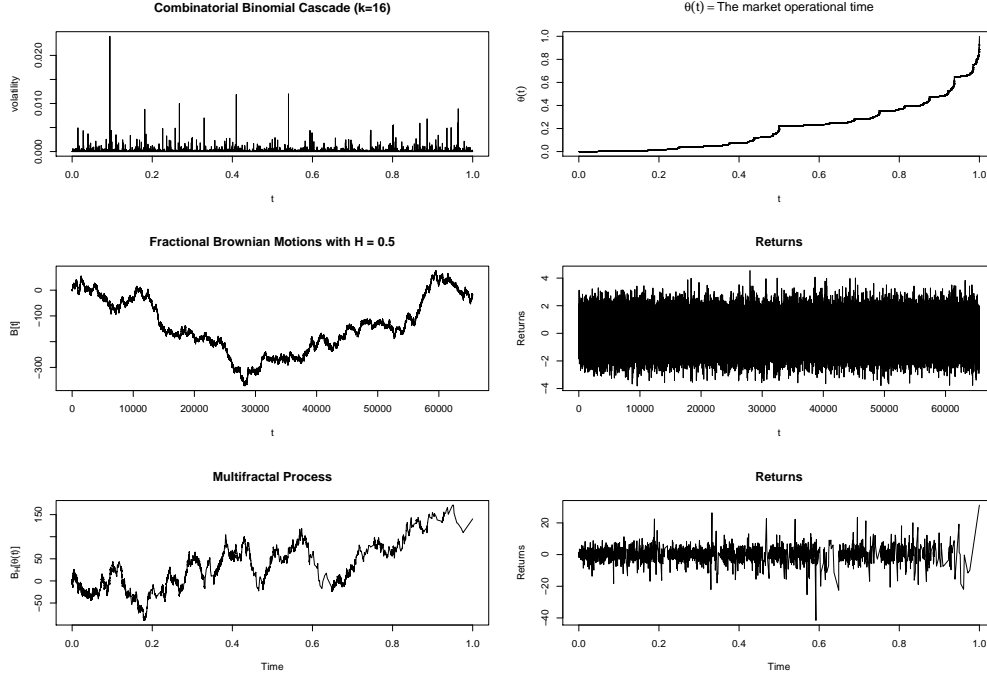 Combinatorial Binomial Cascade (k=16)
volatility
0.000 0.010 0.020
0.0 0.2 0.4 0.6 0.8 1.0
t
θ(t) = The market operational time
θ(t)
0.0 0.2 0.4 0.6 0.8 1.0
0.0 0.2 0.4 0.6 0.8 1.0
t
Fractional Brownian Motions with H = 0.5
B[t]
−300 −100 0
0 10000 20000 30000 40000 50000 60000
t
Returns
Returns
−4 −2 0 2 4
0 10000 20000 30000 40000 50000 60000
t
Multifractal Process
B_H[θ(t)]
−50 0 50 150
0.0 0.2 0.4 0.6 0.8 1.0
Time
Returns
Returns
−40 −20 0 20
0.0 0.2 0.4 0.6 0.8 1.0
Time